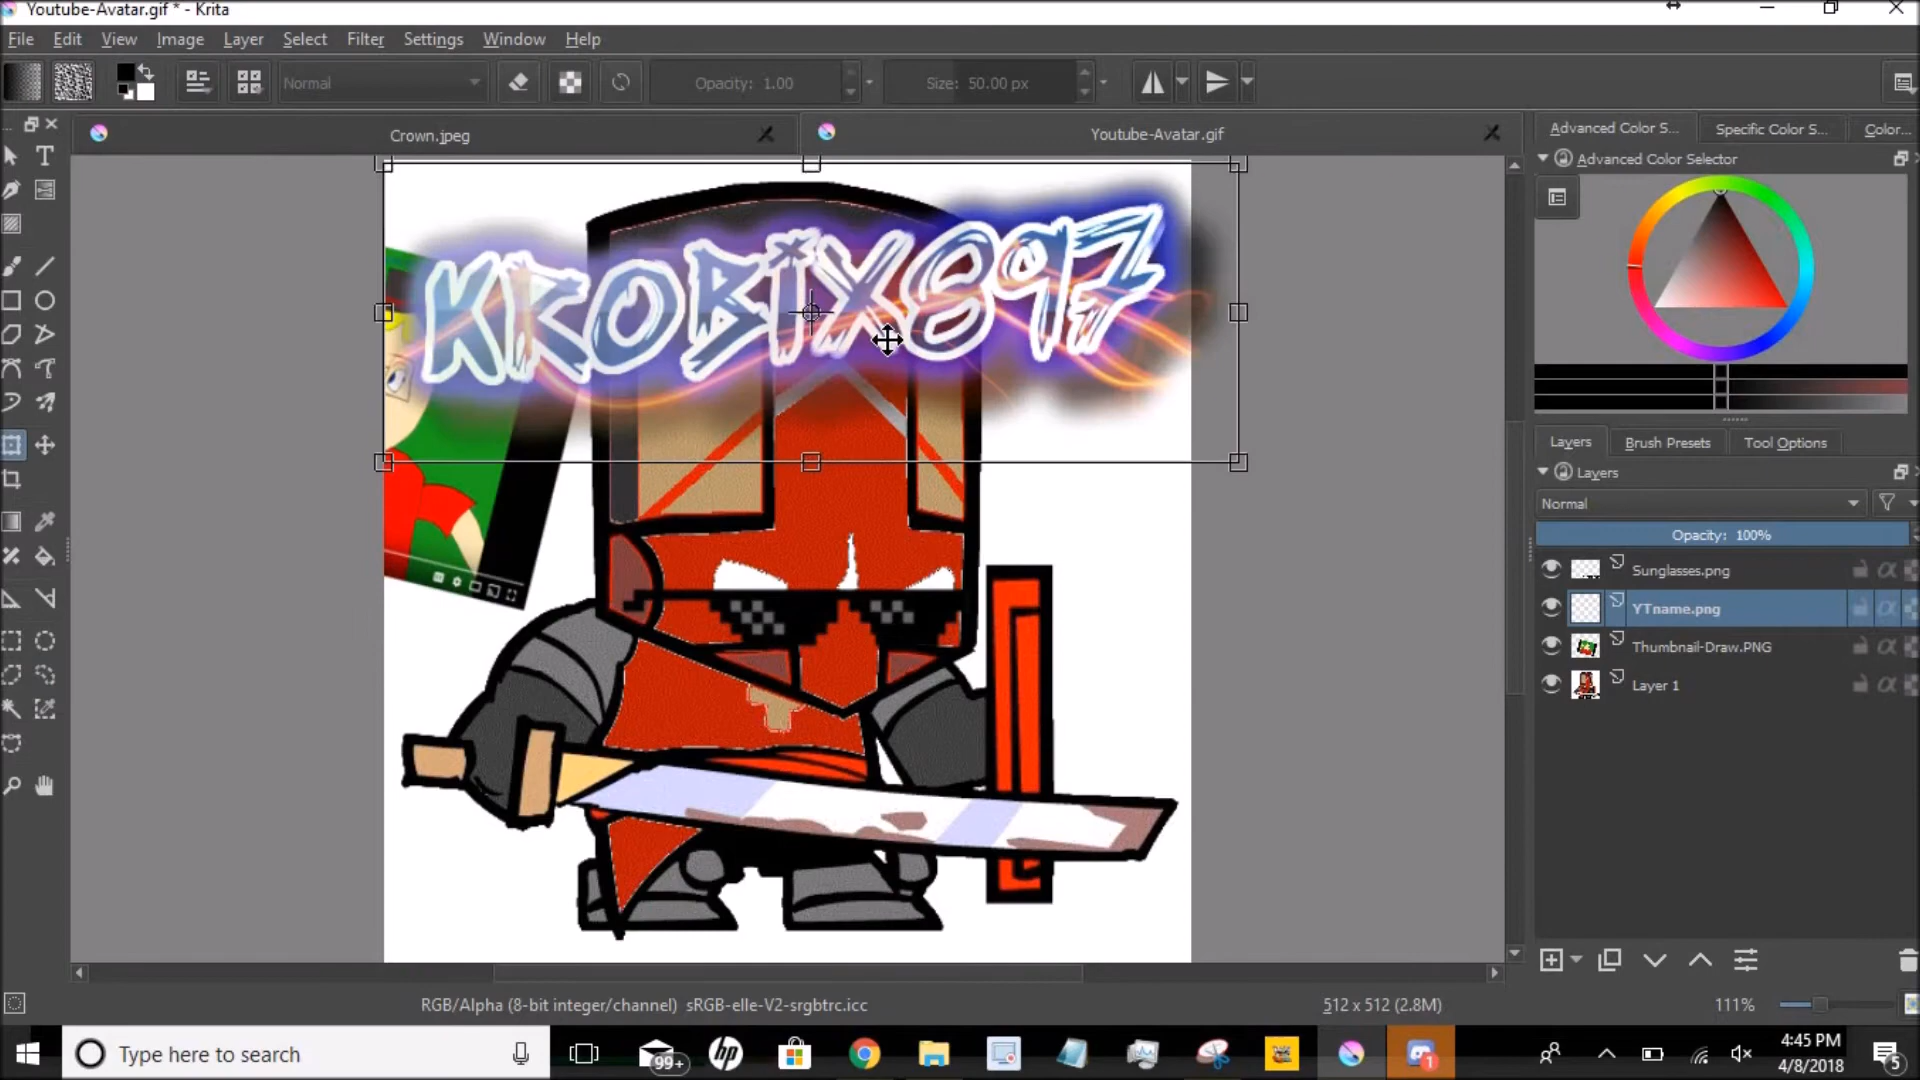 Youtube-Avatar.gif * - Krita
File Edit View Image Layer Select Filter Settings Window Help
Normal Opacity: 1.00 Size: 50.00 px
Crown.jpeg Youtube-Avatar.gif
Advanced Color S... Specific Color S... Color...
Advanced Color Selector
KROBIX897
Layers Brush Presets Tool Options
Layers
Normal
Opacity: 100%
Sunglasses.png
YTname.png
Thumbnail-Draw.PNG
Layer 1
RGB/Alpha (8-bit integer/channel) sRGB-elle-V2-srgbtrc.icc 512 x 512 (2.8M) 111%
Type here to search 99+ hp 1 4:45 PM
4/8/2018 5